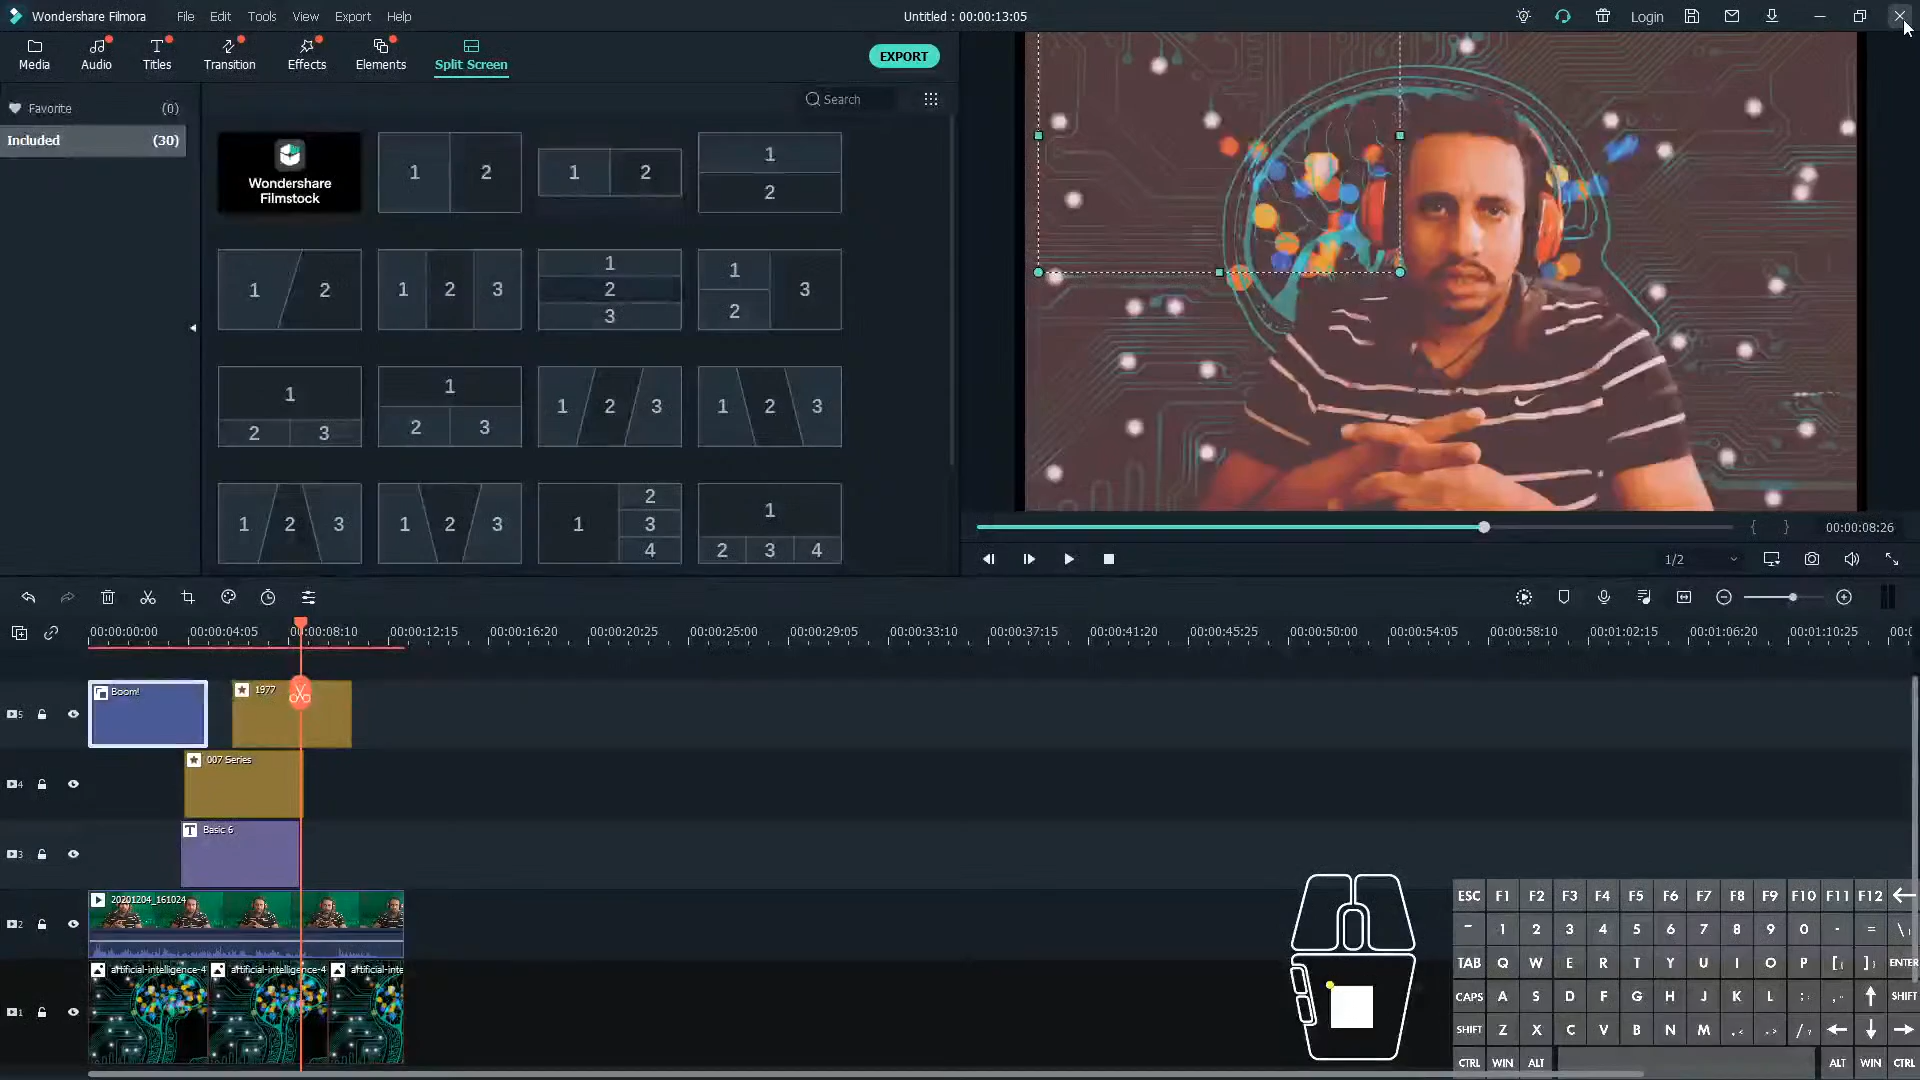 Wondershare Filmora File Edit Tools View Export Help Untitled : 00:00:13:05 Login
Media Audio Titles Transition Effects Elements Split Screen EXPORT
Favorite (0)
Search
Included (30)
Wondershare
Filmstock
1 2
1 2
1
2
1 2
1 2 3
1
2
3
1
2
3
1
2 3
1
2 3
1 2 3
1 2 3
1 2 3
1 2 3
1
2
3
4
1
2 3 4
{ } 00:00:08:26
1/2
00:00:00:00 00:00:04:05 00:00:08:10 00:00:12:15 00:00:16:20 00:00:20:25 00:00:25:00 00:00:29:05 00:00:33:10 00:00:37:15 00:00:41:20 00:00:45:25 00:00:50:00 00:00:54:05 00:00:58:10 00:01:02:15 00:01:06:20 00:01:10:25 00:0
5 Boom! 1977
4 007 Series
3 T Basic 6
2 20201204_161024
1 artificial-intelligence-4 artificial-intelligence-4 artificial-inte
ESC F1 F2 F3 F4 F5 F6 F7 F8 F9 F10 F11 F12 ←
~ 1 2 3 4 5 6 7 8 9 0 - = \ |
TAB Q W E R T Y U I O P [ { ] } ENTER
CAPS A S D F G H J K L ; : , " ↑ SHIFT
SHIFT Z X C V B N M , < . > / ? ← ↓ →
CTRL WIN ALT ALT WIN CTRL